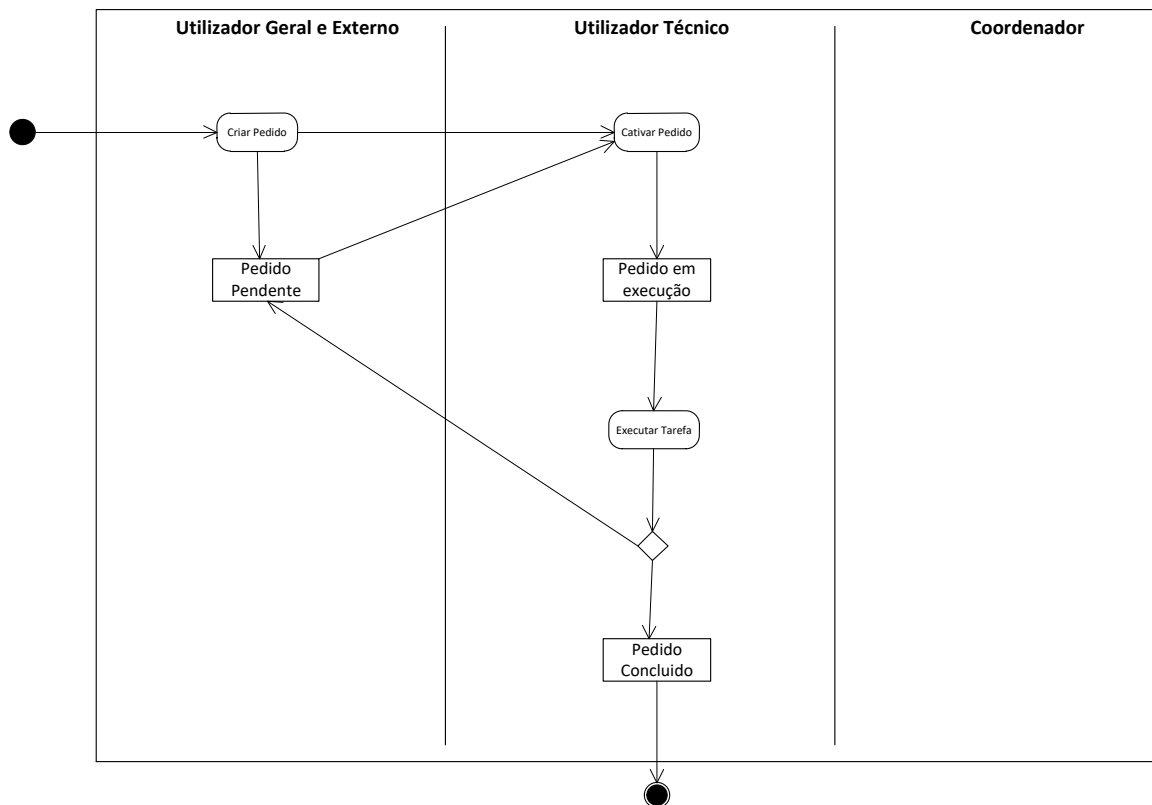 Utilizador Geral e Externo
Utilizador Técnico
Coordenador
Criar Pedido
Cativar Pedido
Pedido
Pendente
Pedido em
execução
Executar Tarefa
Pedido
Concluido